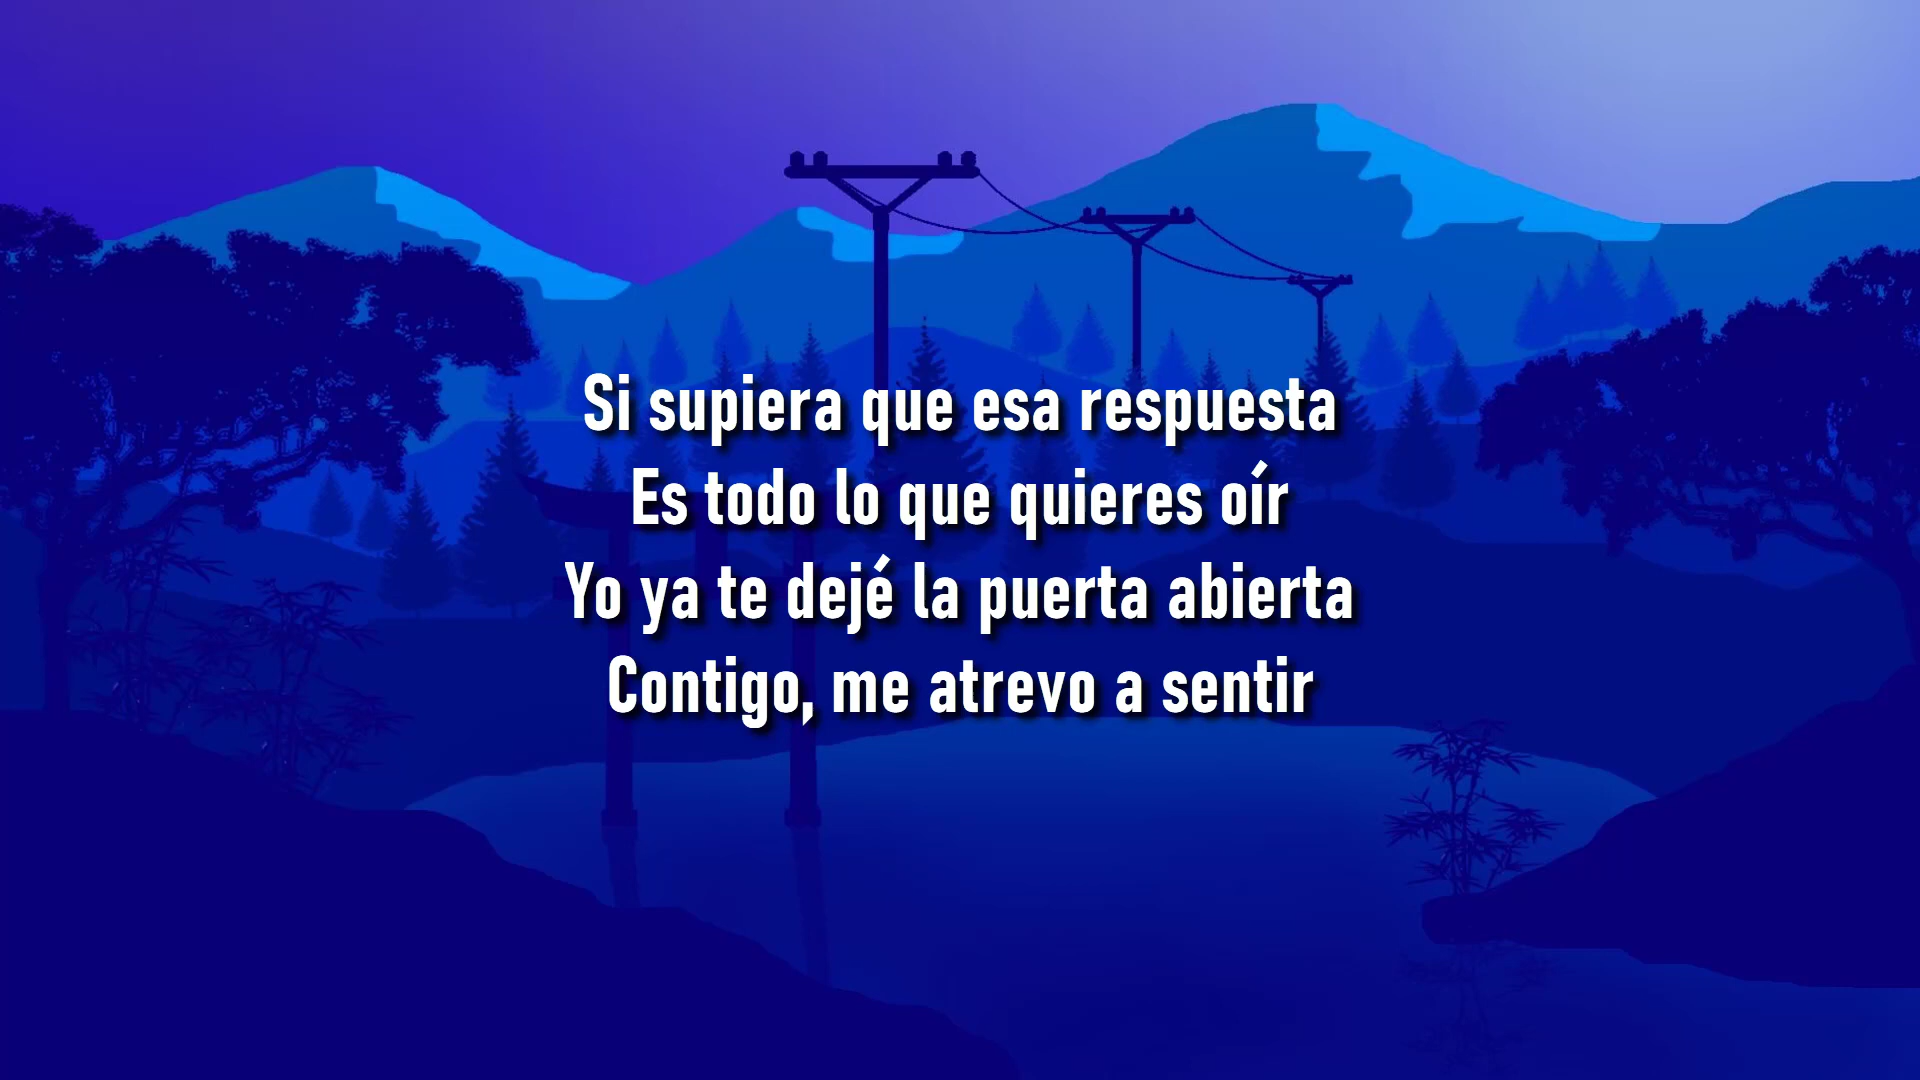 Si supiera que esa respuesta
Es todo lo que quieres oír
Yo ya te dejé la puerta abierta
Contigo, me atrevo a sentir